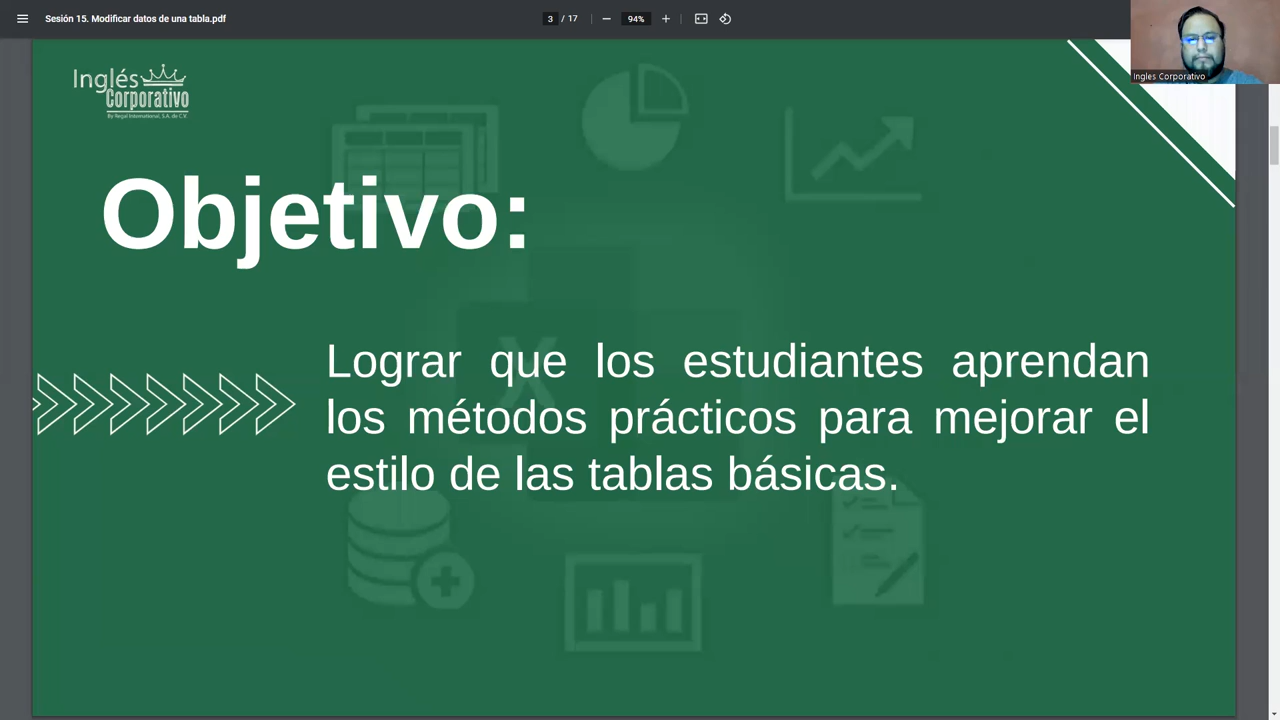 Sesión 15. Modificar datos de una tabla.pdf
3 / 17
94%
Ingles Corporativo
Inglés
Corporativo
By Regal International, S.A. de C.V.
Objetivo:
Lograr que los estudiantes aprendan
los métodos prácticos para mejorar el
estilo de las tablas básicas.
X